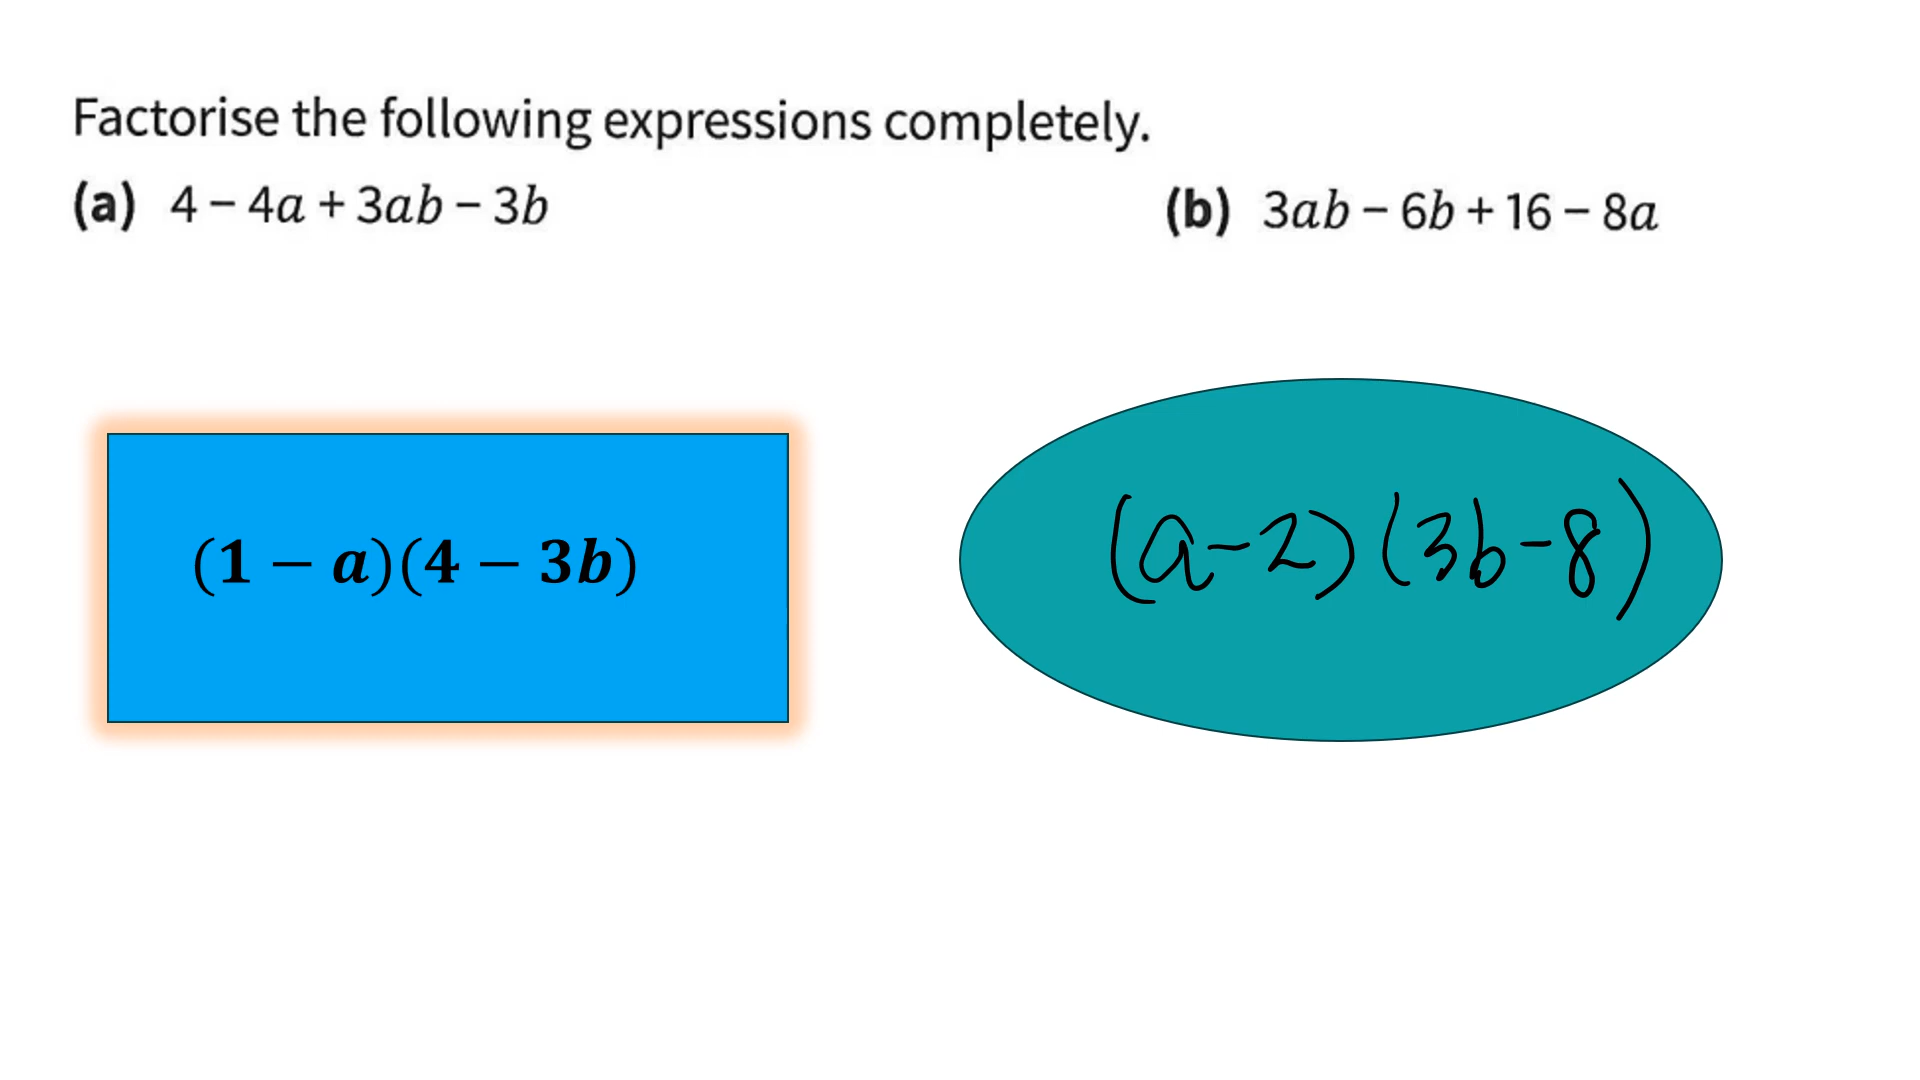 Factorise the following expressions completely.
(a) 4 − 4a + 3ab − 3b
(b) 3ab − 6b + 16 − 8a
(1 − a)(4 − 3b)
(a-2)(3b-8)